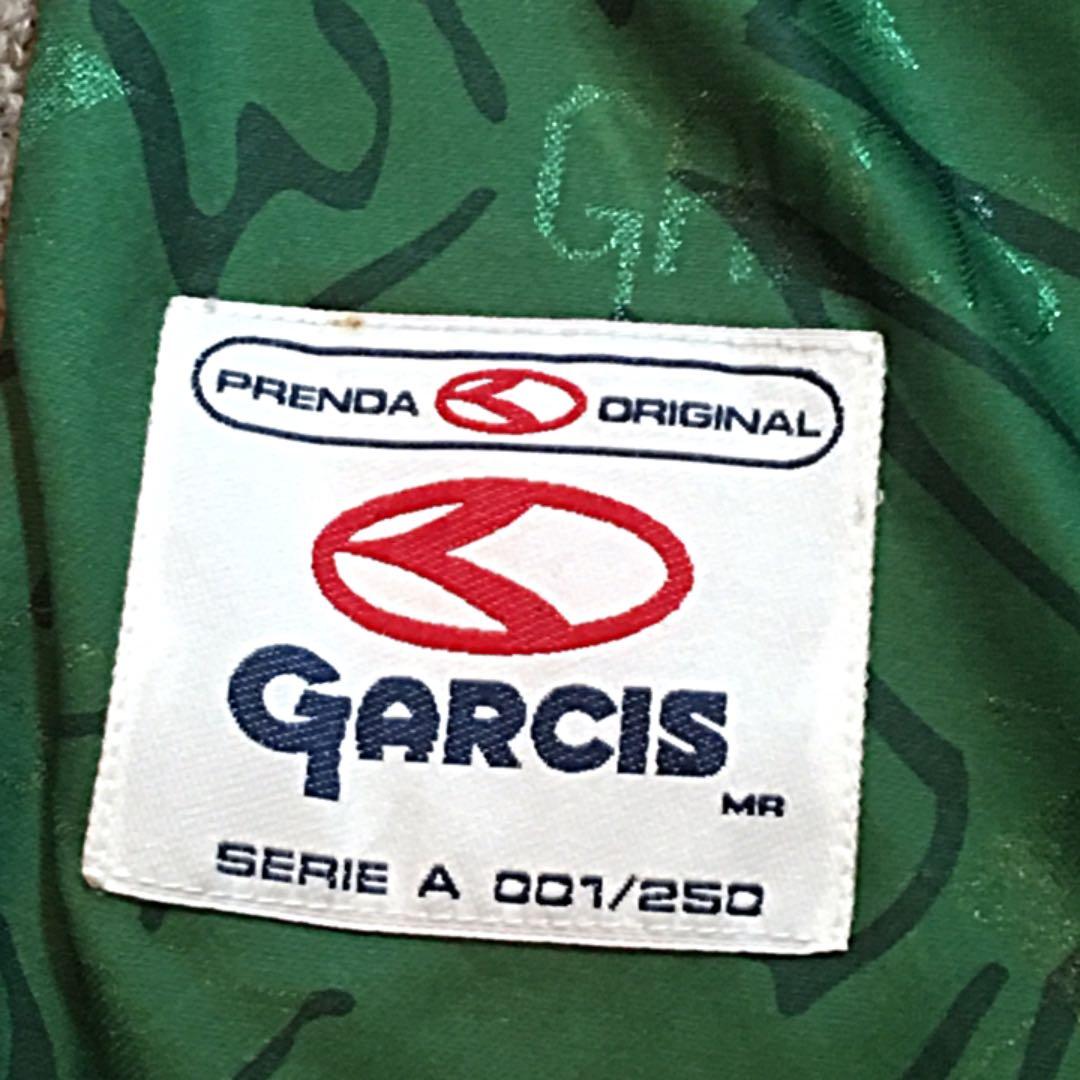 PRENDA ORIGINAL
GARCIS
MR
SERIE A 001/250